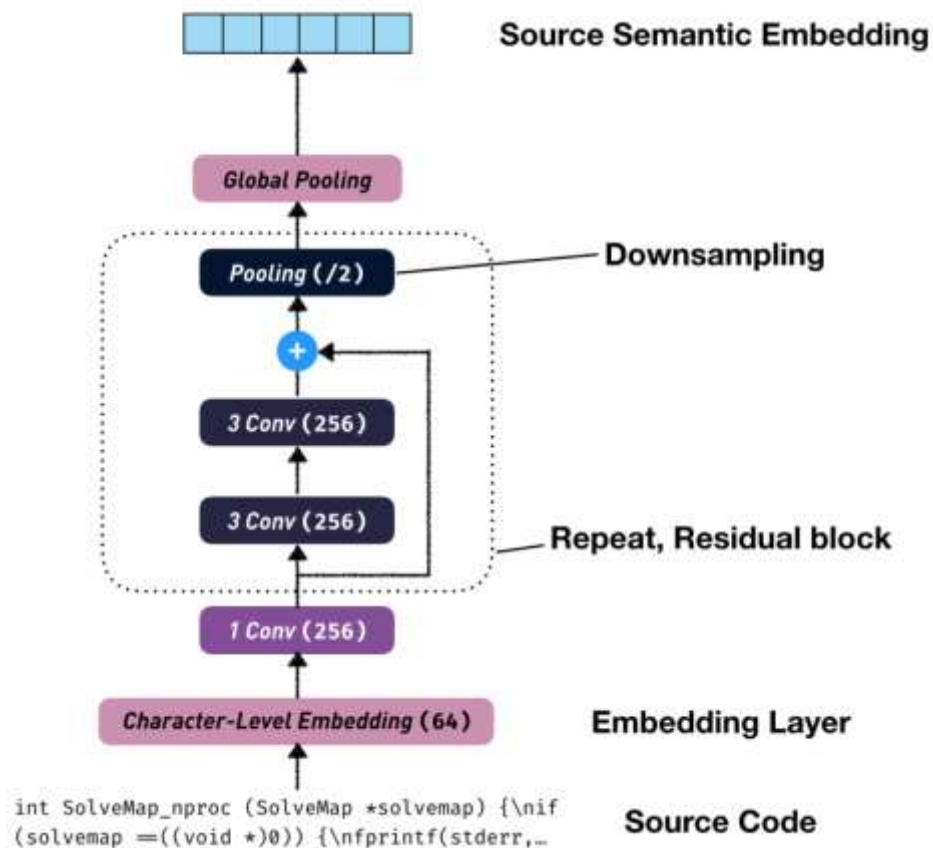 Source Semantic Embedding
Global Pooling
Pooling (/2)
Downsampling
+
3 Conv (256)
3 Conv (256)
Repeat, Residual block
1 Conv (256)
Character-Level Embedding (64)
Embedding Layer
int SolveMap_nproc (SolveMap *solvemap) {\nif
(solvemap ==((void *)0)) {\nfprintf(stderr,…
Source Code